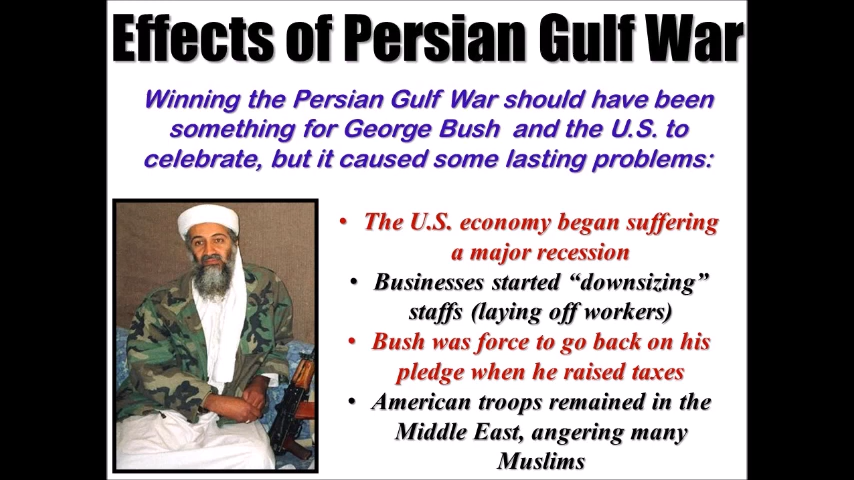 Effects of Persian Gulf War
Winning the Persian Gulf War should have been
something for George Bush and the U.S. to
celebrate, but it caused some lasting problems:
• The U.S. economy began suffering
a major recession
• Businesses started “downsizing”
staffs (laying off workers)
• Bush was force to go back on his
pledge when he raised taxes
• American troops remained in the
Middle East, angering many
Muslims